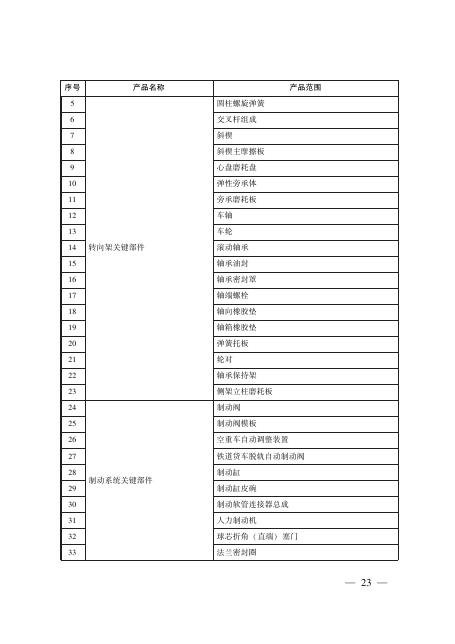 序号 产品名称 产品范围
5 圆柱螺旋弹簧
6 交叉杆组成
7 斜楔
8 斜楔主摩擦板
9 心盘磨耗盘
10 弹性旁承体
11 旁承磨耗板
12 车轴
13 车轮
14 转向架关键部件 滚动轴承
15 轴承油封
16 轴承密封罩
17 轴端螺栓
18 轴向橡胶垫
19 轴箱橡胶垫
20 弹簧托板
21 轮对
22 轴承保持架
23 侧架立柱磨耗板
24 制动阀
25 制动阀模板
26 空重车自动调整装置
27 铁道货车脱轨自动制动阀
28 制动缸
制动系统关键部件
29 制动缸皮碗
30 制动软管连接器总成
31 人力制动机
32 球芯折角（直端）塞门
33 法兰密封圈
— 23 —